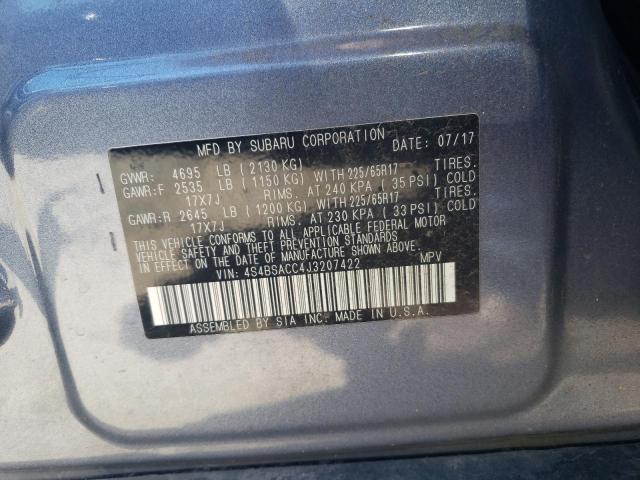 MFD BY SUBARU CORPORATION DATE: 07/17
GVWR: 4695 LB (2130 KG)
GAWR:F 2535 LB (1150 KG) WITH 225/65R17 TIRES.
17X7J RIMS. AT 240 KPA (35 PSI) COLD
GAWR:R 2645 LB (1200 KG) WITH 225/65R17 TIRES.
17X7J RIMS. AT 230 KPA (33 PSI) COLD
THIS VEHICLE CONFORMS TO ALL APPLICABLE FEDERAL MOTOR
VEHICLE SAFETY AND THEFT PREVENTION STANDARDS
IN EFFECT ON THE DATE OF MANUFACTURE SHOWN ABOVE.
VIN: 4S4BSACC4J3207422 MPV
ASSEMBLED BY SIA INC. MADE IN U.S.A.